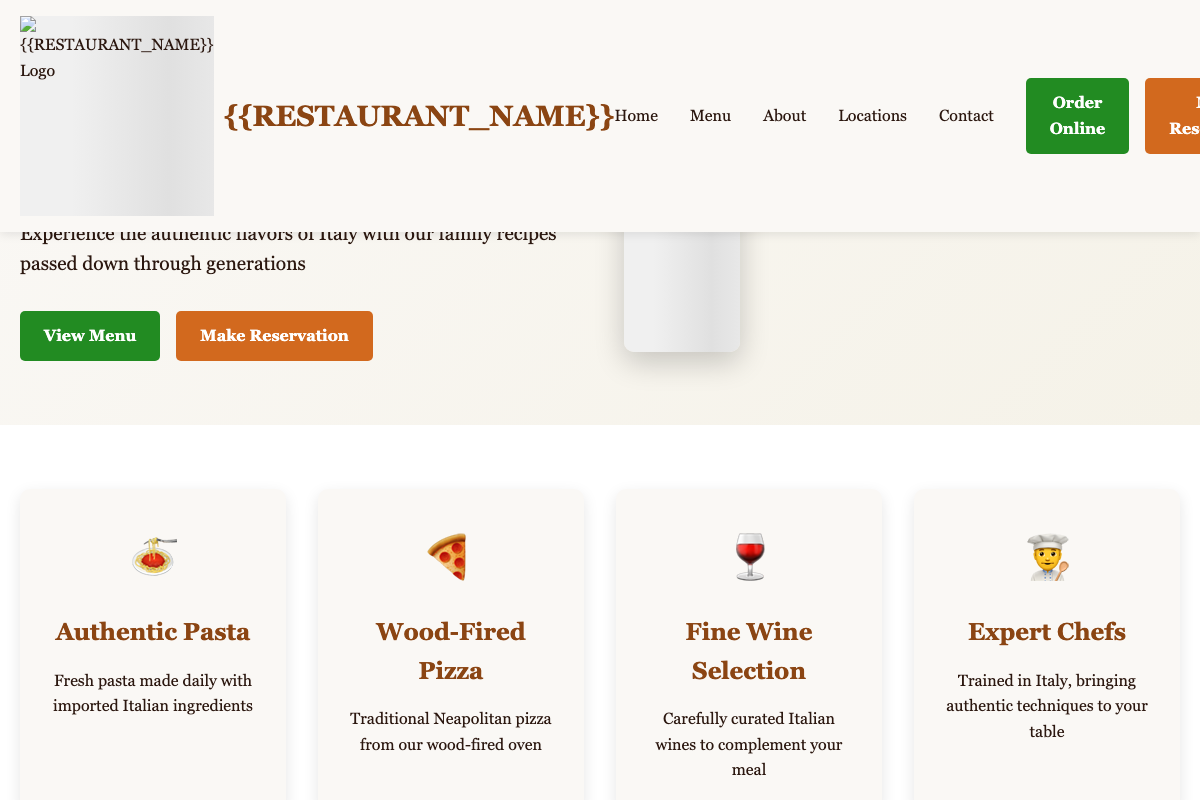 {{RESTAURANT_NAME}}
Logo
{{RESTAURANT_NAME}}
Home
Menu
About
Locations
Contact
Order
Online
Experience the authentic flavors of Italy with our family recipes
passed down through generations
View Menu
Make Reservation
Authentic Pasta
Fresh pasta made daily with
imported Italian ingredients
Wood-Fired
Pizza
Traditional Neapolitan pizza
from our wood-fired oven
Fine Wine
Selection
Carefully curated Italian
wines to complement your
meal
Expert Chefs
Trained in Italy, bringing
authentic techniques to your
table